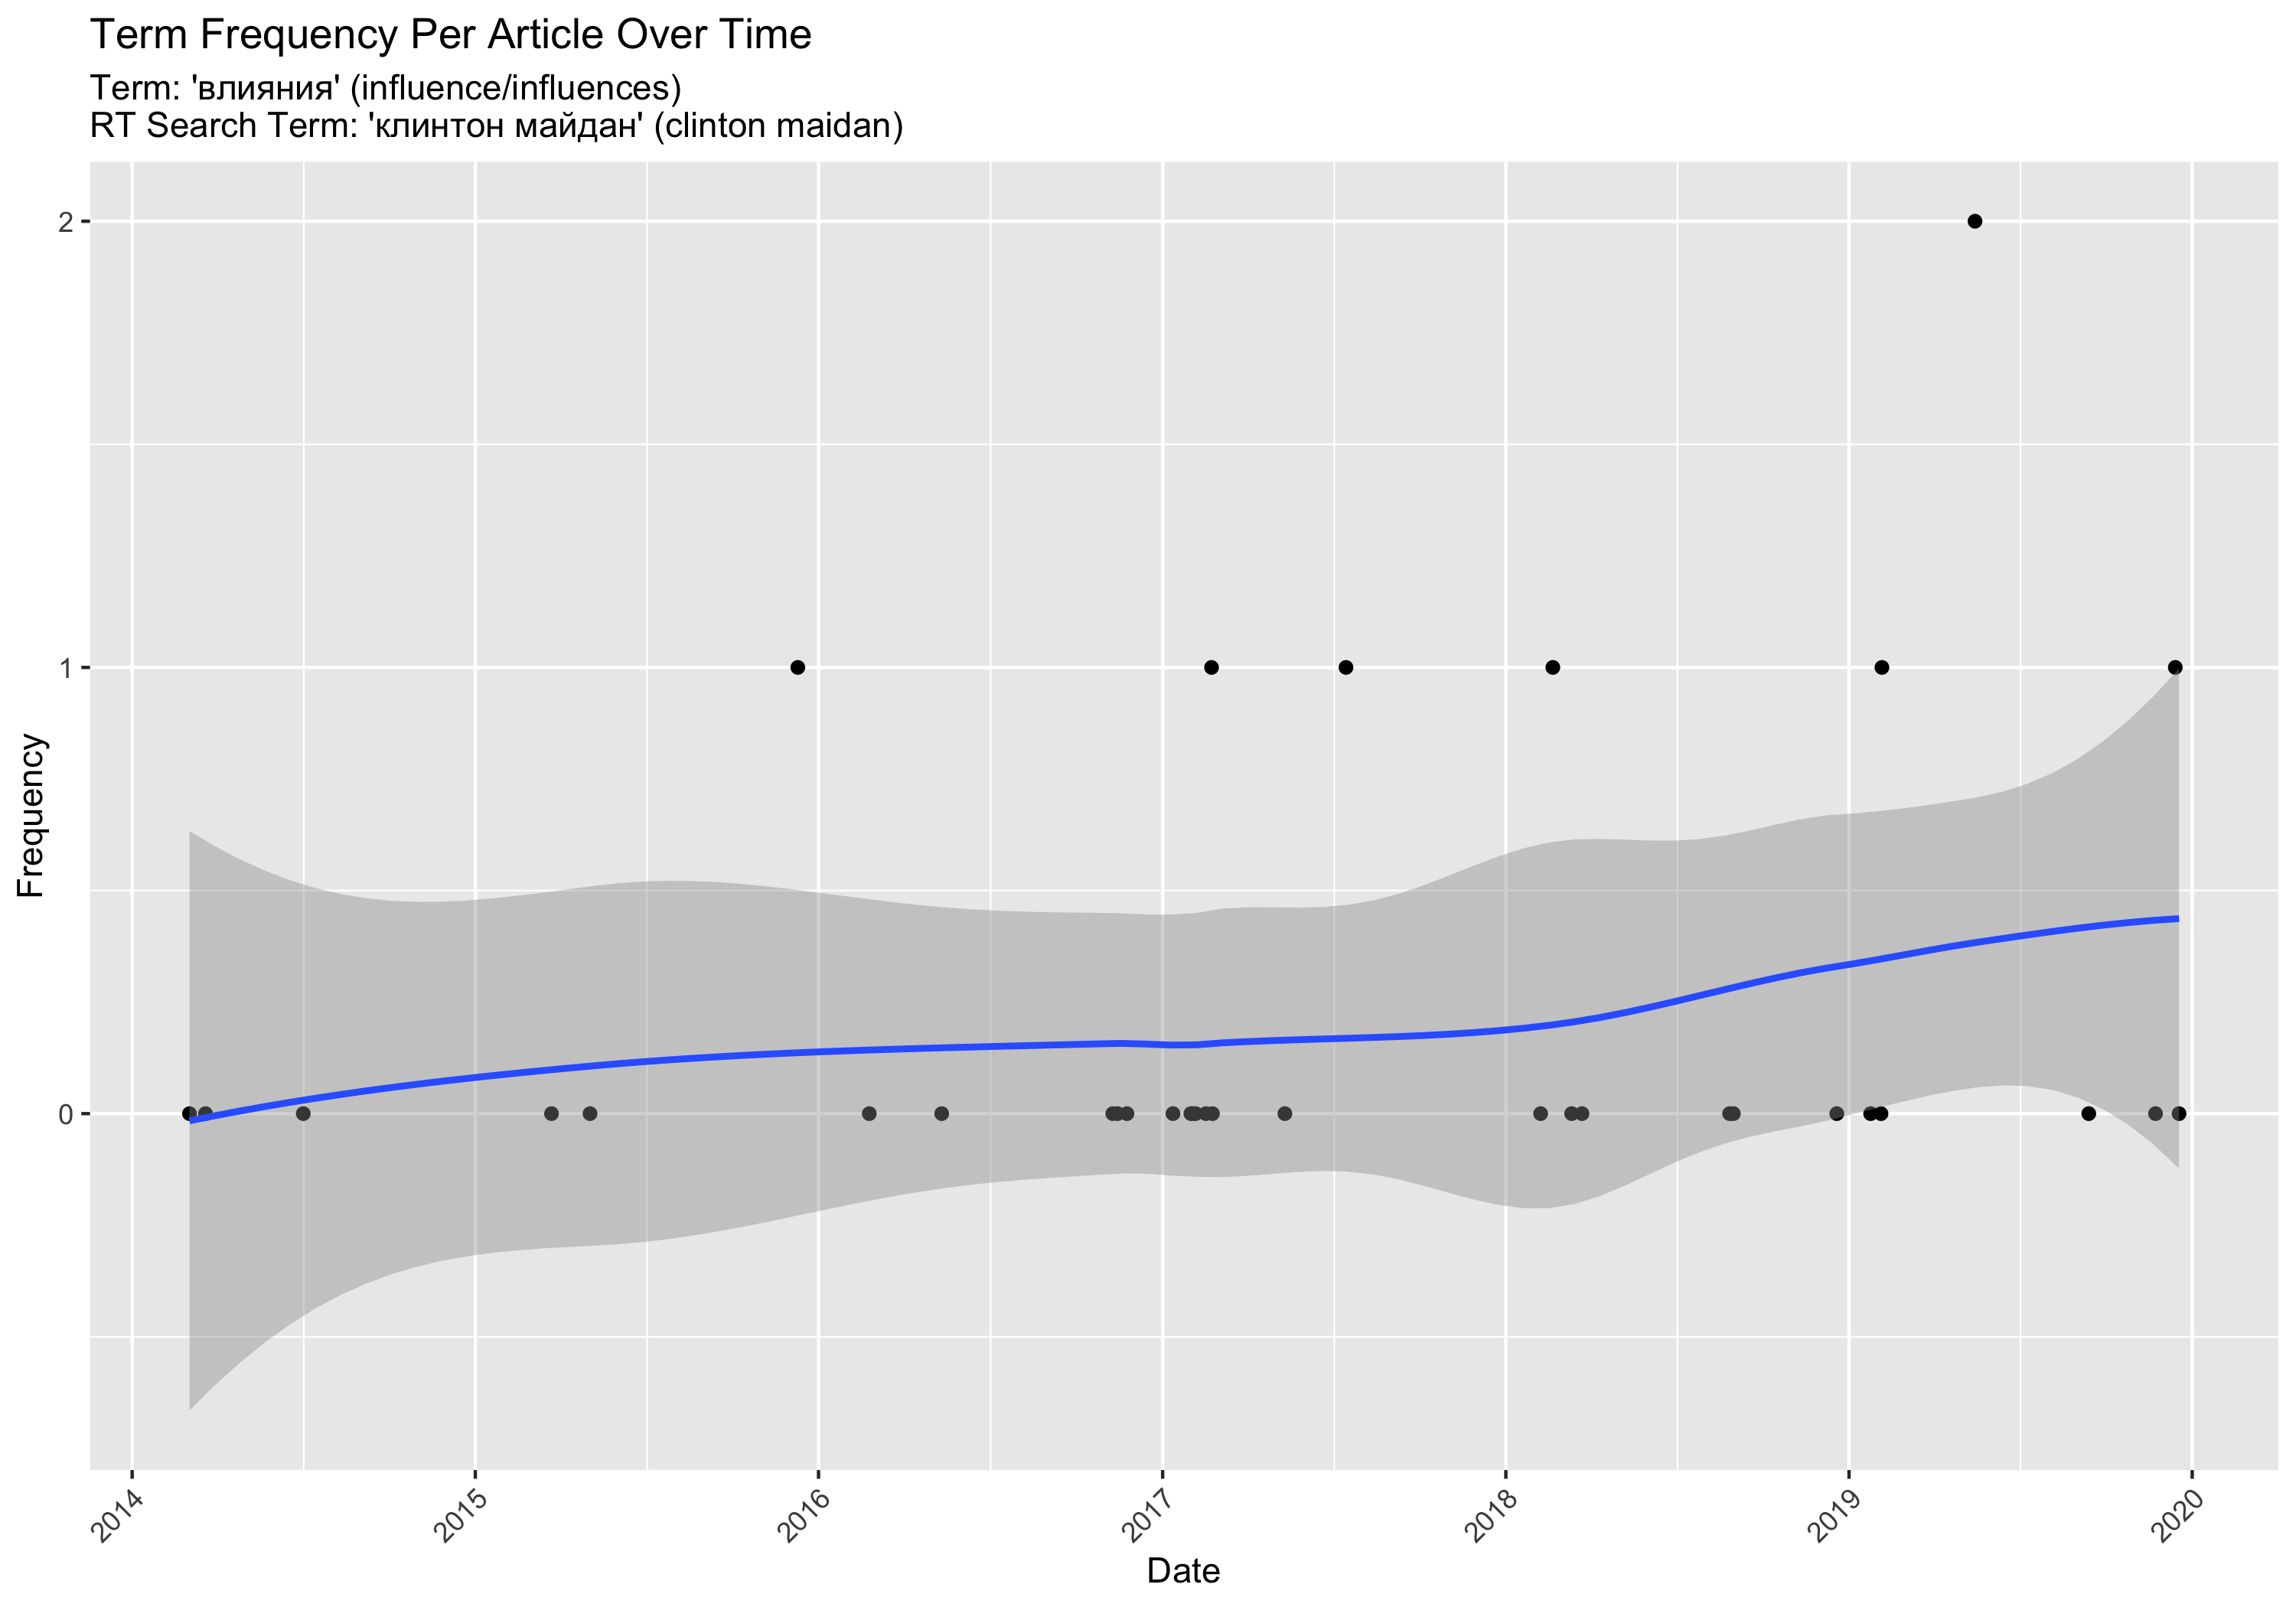 Term Frequency Per Article Over Time
Term: 'влияния' (influence/influences)
RT Search Term: 'клинтон майдан' (clinton maidan)
2
1
0
Frequency
2014
2015
2016
2017
2018
2019
2020
Date